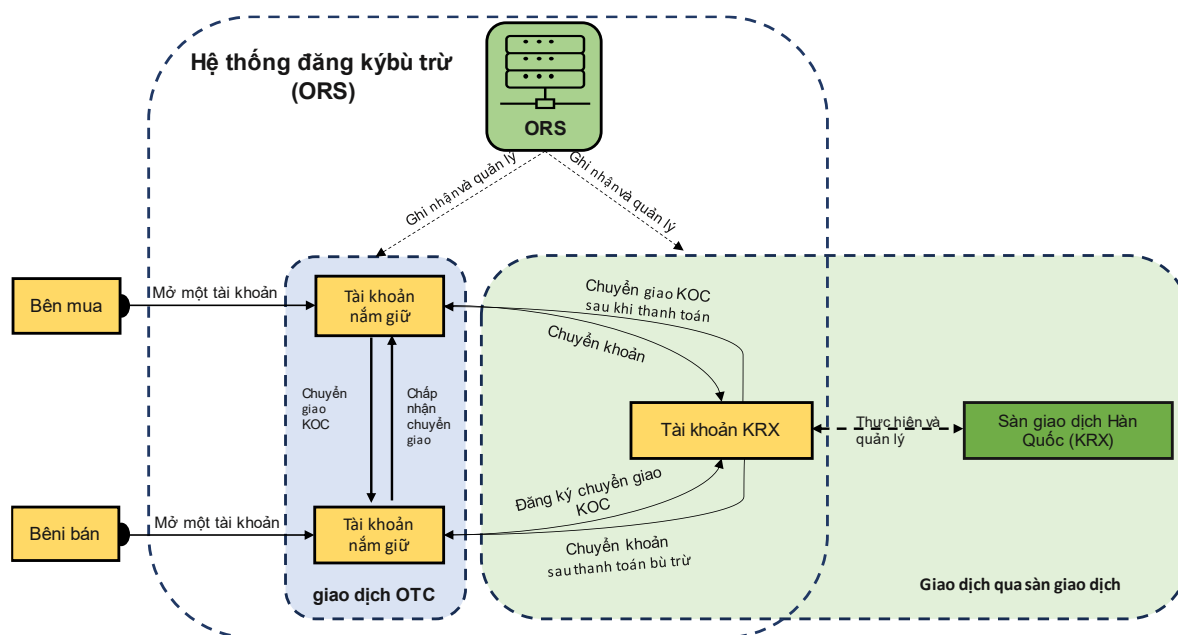 Hệ thống đăng kýbù trừ
(ORS)
ORS
Ghi nhậnvà quản lý
Ghi nhậnvà quản lý
Bên mua
Mở một tài khoản
Tài khoản
nắm giữ
Chuyển giao KOC
sau khi thanh toán
Chuyển khoản
Chuyển
giao
KOC
Chấp
nhận
chuyển
giao
Tài khoản KRX
Thực hiện và
quản lý
Sàn giao dịch Hàn
Quốc (KRX)
Đăng ký chuyển giao
KOC
Bêni bán
Mở một tài khoản
Tài khoản
nắm giữ
Chuyển khoản
sau thanh toán bù trừ
giao dịch OTC
Giao dịch qua sàn giao dịch